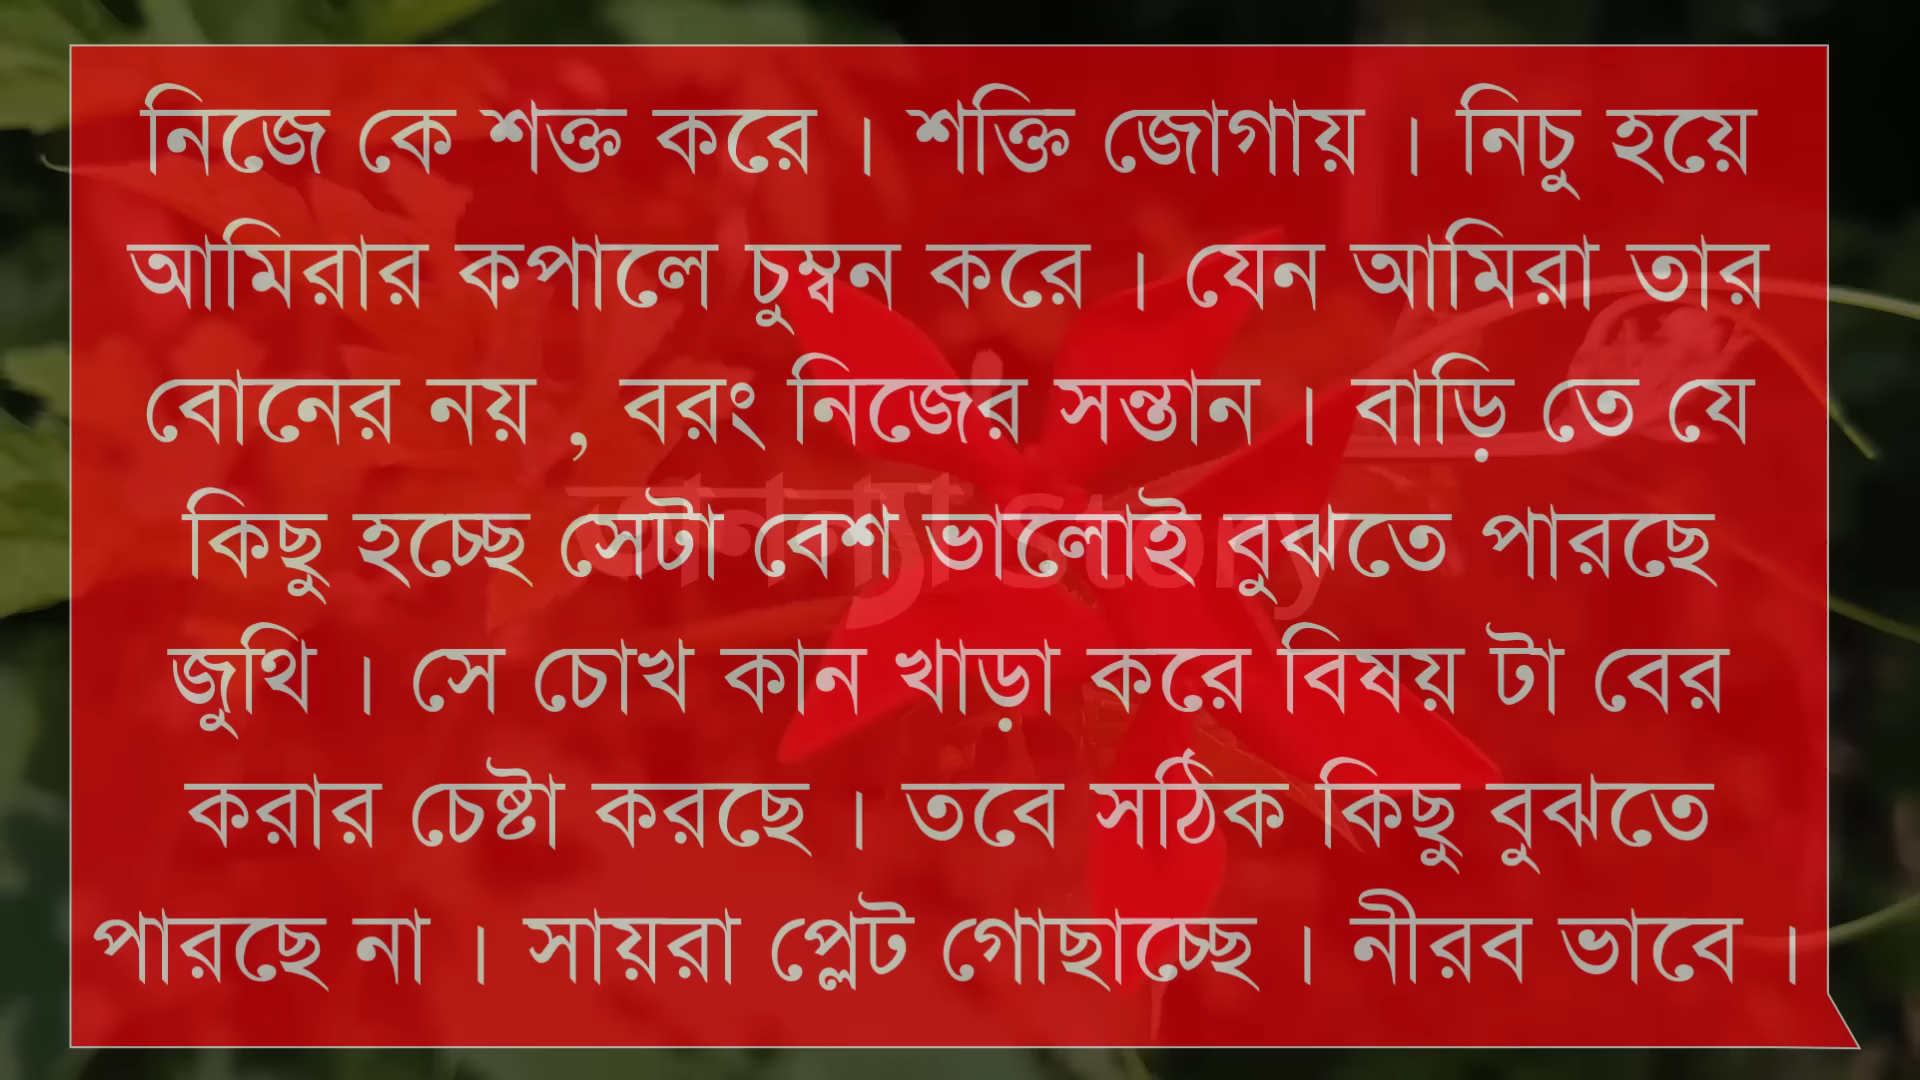 নিজে কে শক্ত করে । শক্তি জোগায় । নিচু হয়ে
আমিরার কপালে চুম্বন করে । যেন আমিরা তার
বোনের নয় , বরং নিজের সন্তান । বাড়ি তে যে
কিছু হচ্ছে সেটা বেশ ভালোই বুঝতে পারছে
জুথি । সে চোখ কান খাড়া করে বিষয় টা বের
করার চেষ্টা করছে । তবে সঠিক কিছু বুঝতে
পারছে না । সায়রা প্লেট গোছাচ্ছে । নীরব ভাবে ।